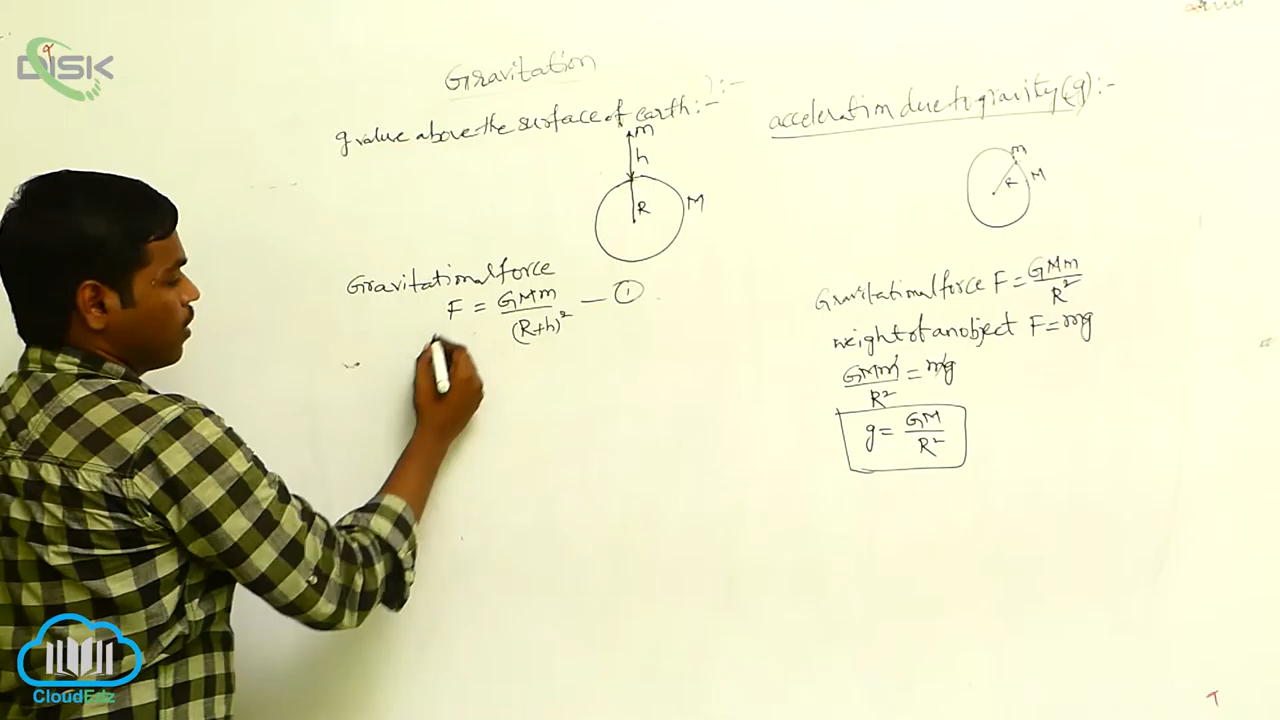 DISK
Gravitation
g value above the surface of earth:-
):-
m
h
R
M
Gravitational force
F = GMm/(R+h)² — ①
acceleration due to gravity(g):-
m
R
M
Gravitational force F = GMm/R²
weight of an object F = mg
GMm/R² = mg
g = GM/R²
CloudEdz